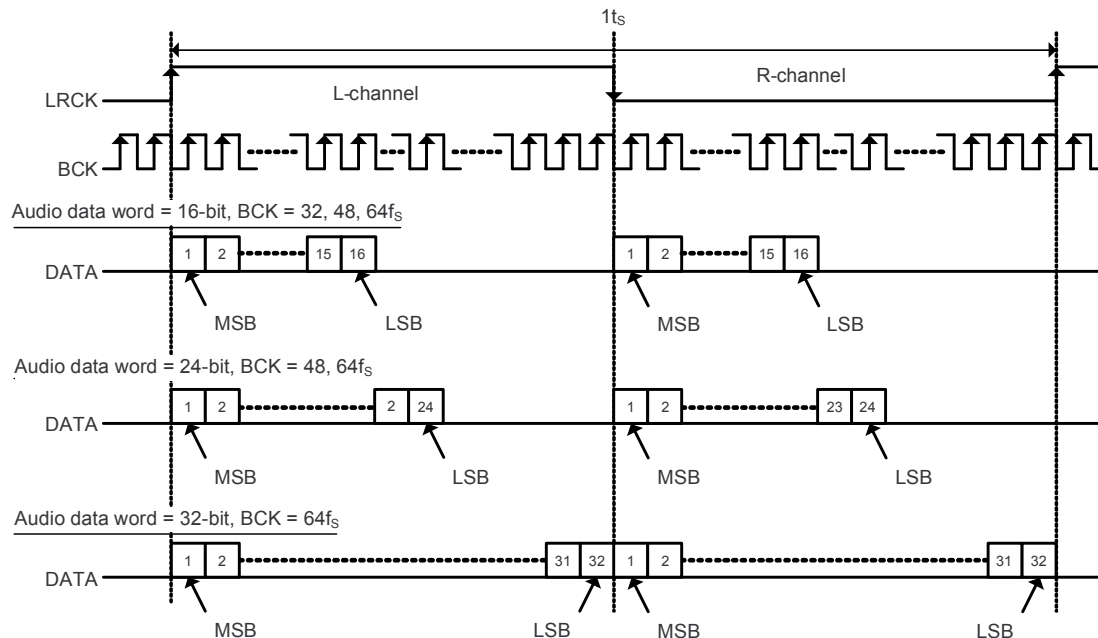 1tS
L-channel
R-channel
LRCK
BCK
Audio data word = 16-bit, BCK = 32, 48, 64fS
DATA 1 2 15 16 1 2 15 16
MSB LSB MSB LSB
Audio data word = 24-bit, BCK = 48, 64fS
DATA 1 2 2 24 1 2 23 24
MSB LSB MSB LSB
Audio data word = 32-bit, BCK = 64fS
DATA 1 2 31 32 1 2 31 32
MSB LSB MSB LSB